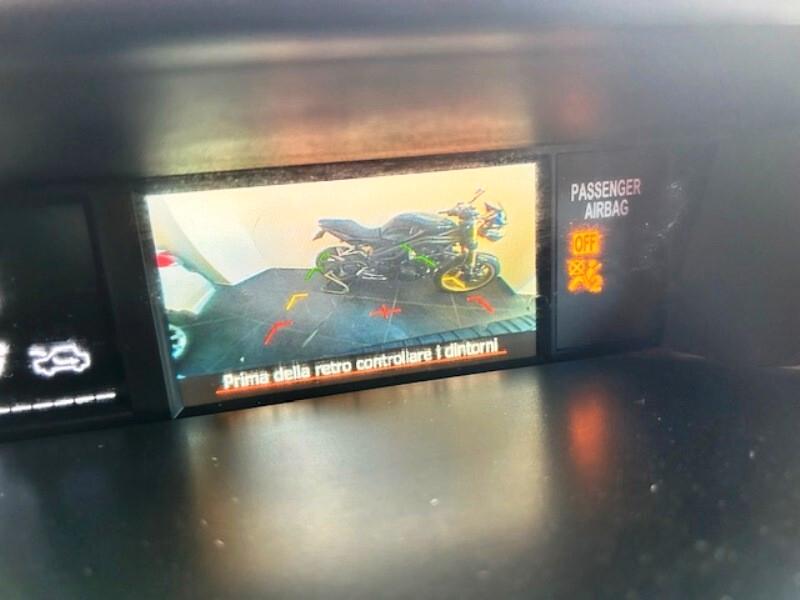 Prima della retro controllare i dintorni
PASSENGER
AIRBAG
OFF